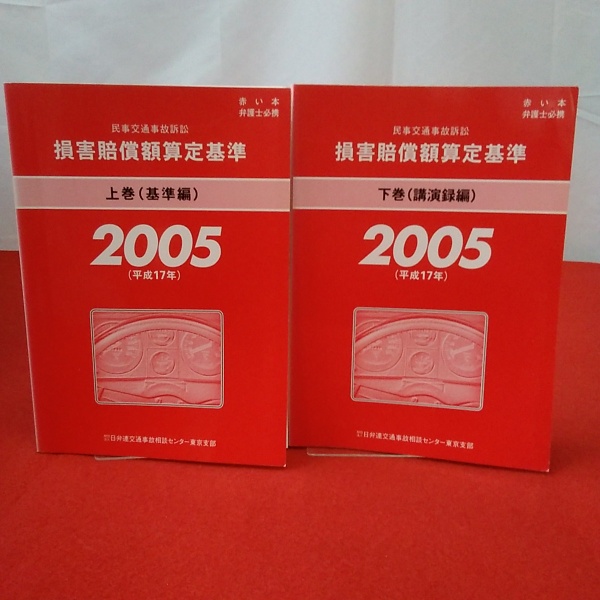 赤い本
弁護士必携
民事交通事故訴訟
損害賠償額算定基準
上巻（基準編）
2005
（平成17年）
日弁連交通事故相談センター東京支部
赤い本
弁護士必携
民事交通事故訴訟
損害賠償額算定基準
下巻（講演録編）
2005
（平成17年）
日弁連交通事故相談センター東京支部